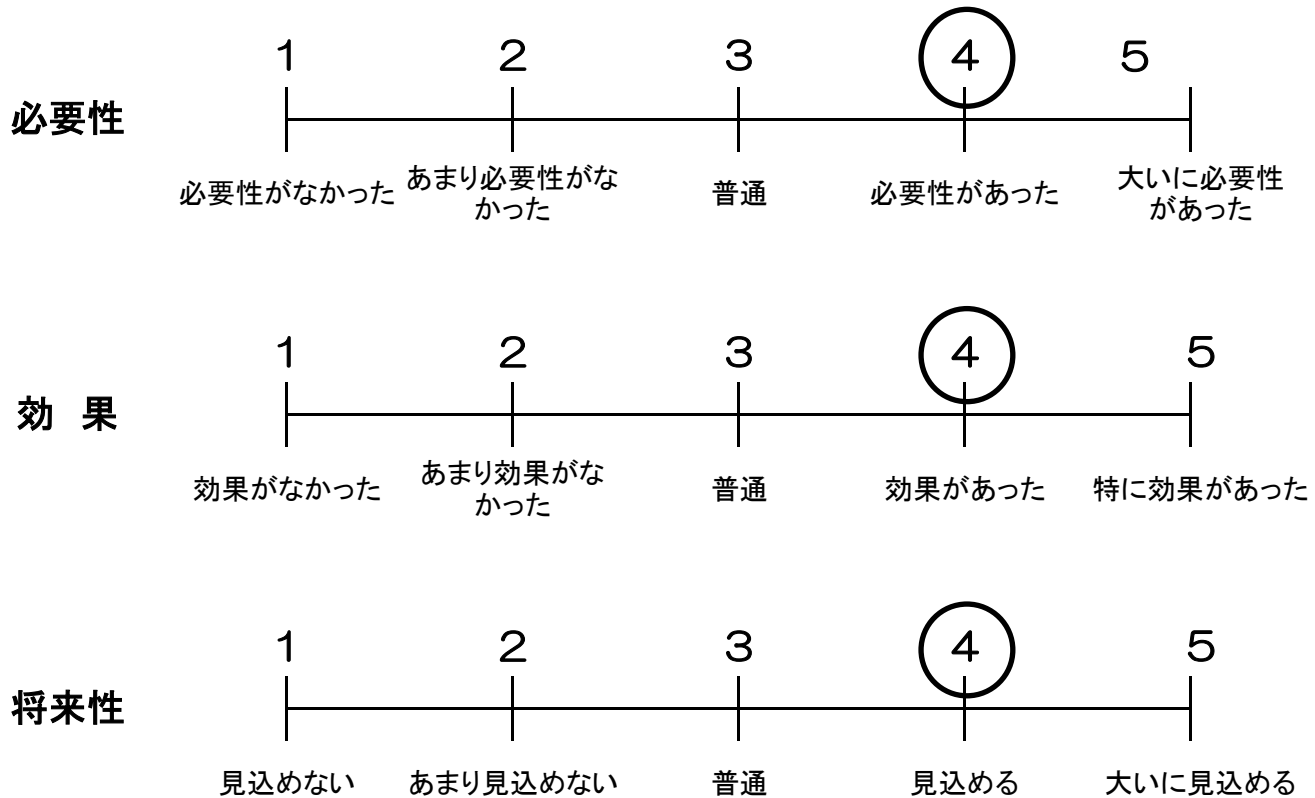 1 2 3 4 5
必要性
必要性がなかった あまり必要性がな
かった 普通 必要性があった 大いに必要性
があった
1 2 3 4 5
効 果
効果がなかった あまり効果がな
かった 普通 効果があった 特に効果があった
1 2 3 4 5
将来性
見込めない あまり見込めない 普通 見込める 大いに見込める